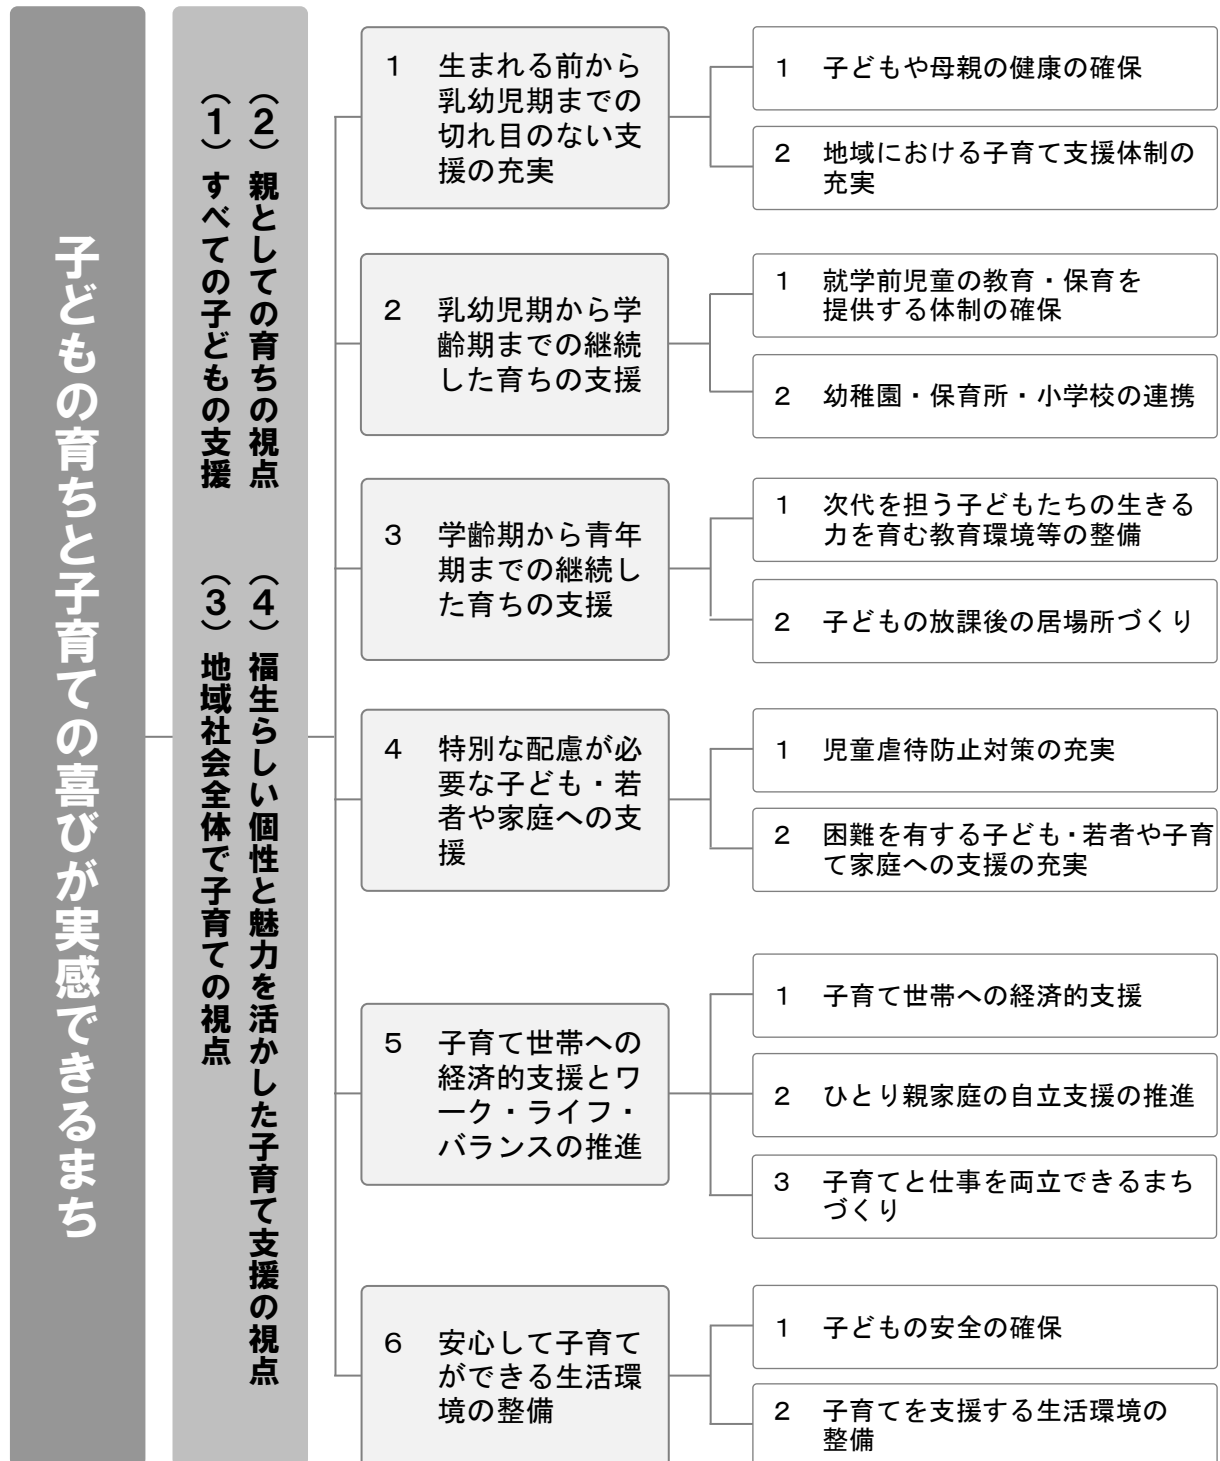 子どもの育ちと子育ての喜びが実感できるまち
（２）親としての育ちの視点
（１）すべての子どもの支援
（４）福生らしい個性と魅力を活かした子育て支援の視点
（３）地域社会全体で子育ての視点
１　生まれる前から
乳幼児期までの
切れ目のない支
援の充実
１　子どもや母親の健康の確保
２　地域における子育て支援体制の
充実
２　乳幼児期から学
齢期までの継続
した育ちの支援
１　就学前児童の教育・保育を
提供する体制の確保
２　幼稚園・保育所・小学校の連携
３　学齢期から青年
期までの継続し
た育ちの支援
１　次代を担う子どもたちの生きる
力を育む教育環境等の整備
２　子どもの放課後の居場所づくり
４　特別な配慮が必
要な子ども・若
者や家庭への支
援
１　児童虐待防止対策の充実
２　困難を有する子ども・若者や子育
て家庭への支援の充実
５　子育て世帯への
経済的支援とワ
ーク・ライフ・
バランスの推進
１　子育て世帯への経済的支援
２　ひとり親家庭の自立支援の推進
３　子育てと仕事を両立できるまち
づくり
６　安心して子育て
ができる生活環
境の整備
１　子どもの安全の確保
２　子育てを支援する生活環境の
整備